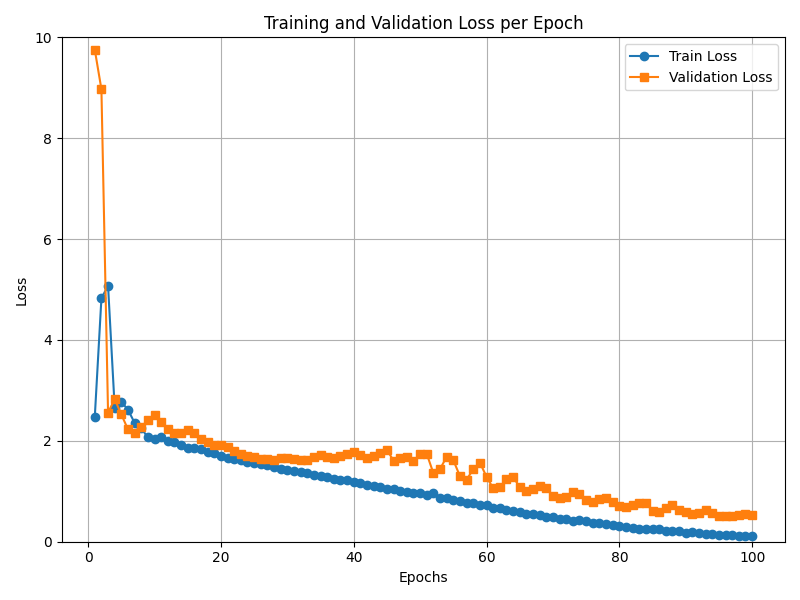 Training and Validation Loss per Epoch
Train Loss
Validation Loss
10
8
6
4
2
0
Loss
0 20 40 60 80 100
Epochs